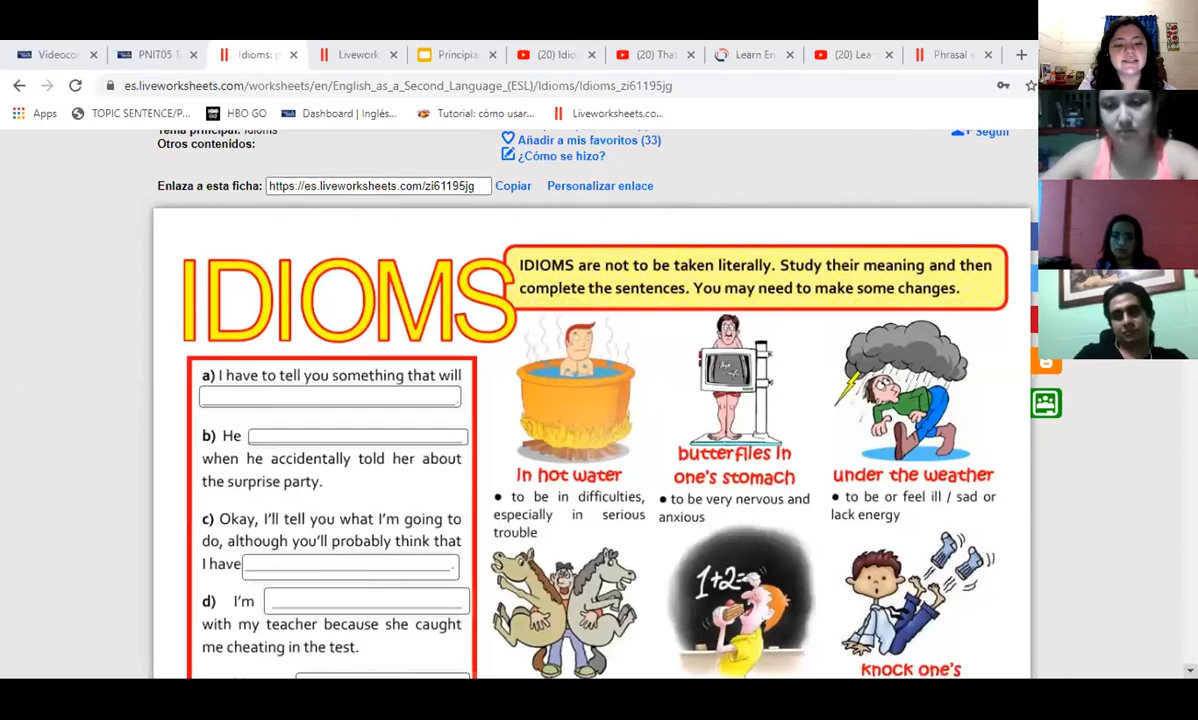 Videocor
PNIT05 T
Idioms: p
Livework
Principia
(20) Idio
(20) Tha
Learn En
(20) Lea
Phrasal v
es.liveworksheets.com/worksheets/en/English_as_a_Second_Language_(ESL)/Idioms/Idioms_zi61195jg
Apps
TOPIC SENTENCE/P...
HBO GO
Dashboard | Inglés...
Tutorial: cómo usar...
Liveworksheets.co...
Tema principal: Idioms
Otros contenidos:
Añadir a mis favoritos (33)
¿Cómo se hizo?
Seguir
Enlaza a esta ficha: https://es.liveworksheets.com/zi61195jg Copiar Personalizar enlace
IDIOMS
IDIOMS are not to be taken literally. Study their meaning and then
complete the sentences. You may need to make some changes.
a) I have to tell you something that will
b) He
when he accidentally told her about
the surprise party.
c) Okay, I'll tell you what I'm going to
do, although you'll probably think that
I have
d) I'm
with my teacher because she caught
me cheating in the test.
in hot water
• to be in difficulties,
especially in serious
trouble
butterflies in
one's stomach
• to be very nervous and
anxious
under the weather
• to be or feel ill / sad or
lack energy
1+2=
knock one's